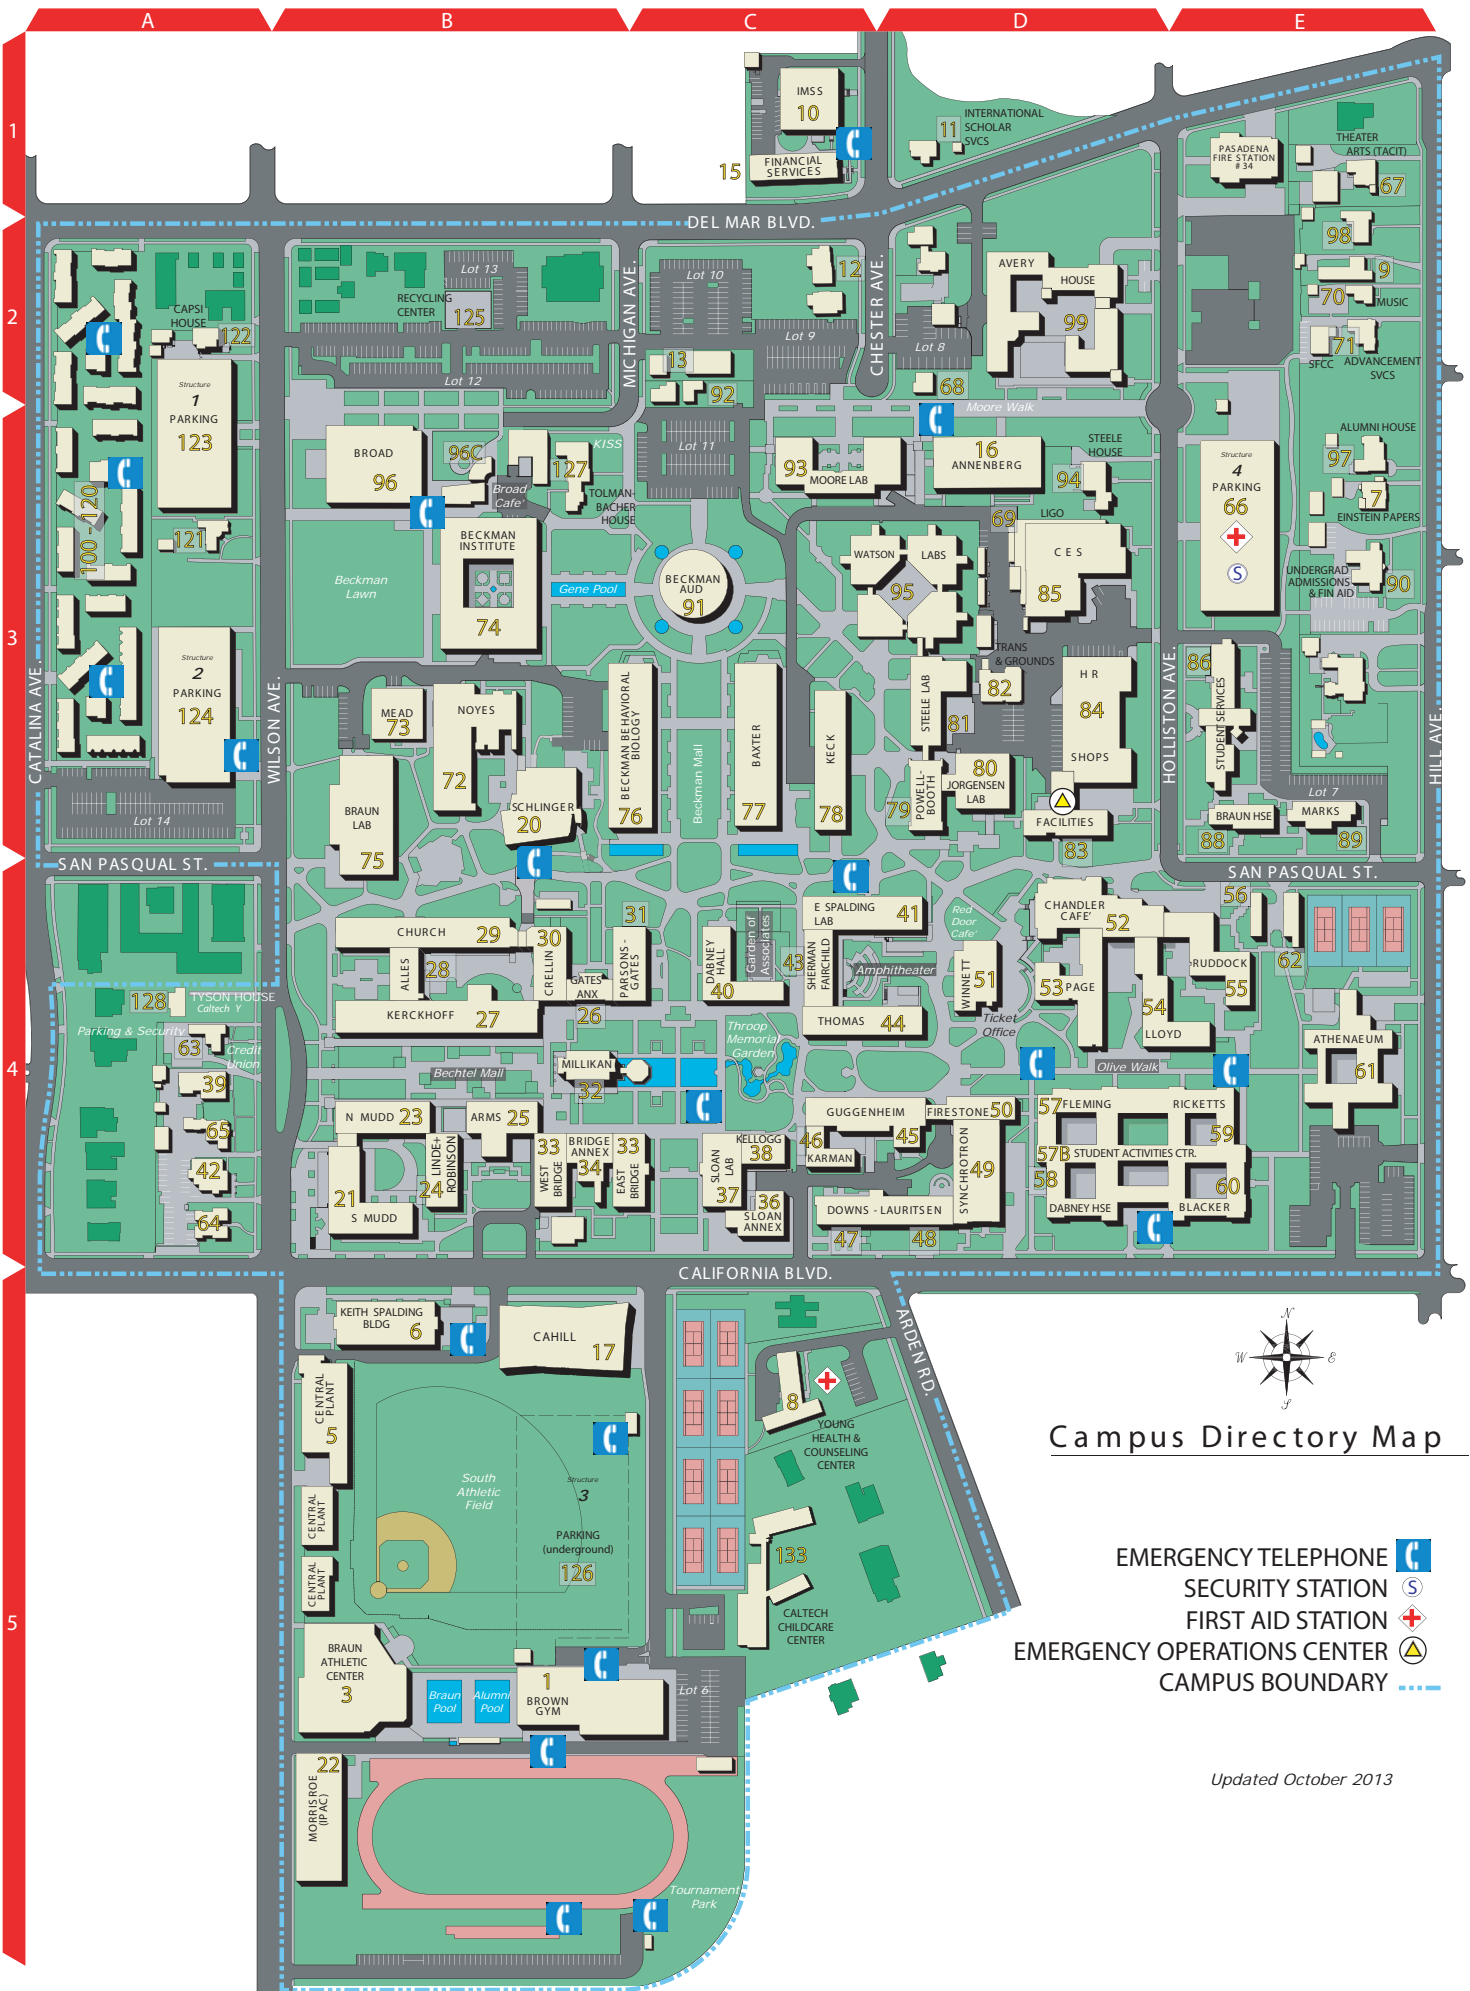 A
B
C
D
E
1
2
3
4
5
IMSS
10
FINANCIAL
SERVICES
15
11
INTERNATIONAL
SCHOLAR
SVCS
PASADENA
FIRE STATION
# 34
THEATER
ARTS (TACIT)
67
DEL MAR BLVD.
98
9
70
MUSIC
71
SFCC
ADVANCEMENT
SVCS
CAPSI
HOUSE
122
Structure
1
PARKING
123
100 - 120
121
Structure
2
PARKING
124
Lot 14
CATALINA AVE.
WILSON AVE.
MICHIGAN AVE.
CHESTER AVE.
HOLLISTON AVE.
HILL AVE.
Lot 13
RECYCLING
CENTER
125
Lot 12
Lot 10
12
Lot 9
13
92
Lot 11
Lot 8
68
AVERY
HOUSE
99
Moore Walk
BROAD
96
96C
Broad
Cafe'
KISS
127
TOLMAN-
BACHER
HOUSE
93
MOORE LAB
16
ANNENBERG
STEELE
HOUSE
94
Structure
4
PARKING
66
S
ALUMNI HOUSE
97
7
EINSTEIN PAPERS
UNDERGRAD
ADMISSIONS
& FIN AID
90
BECKMAN
INSTITUTE
74
Beckman
Lawn
Gene Pool
BECKMAN
AUD
91
WATSON
LABS
95
69
LIGO
C E S
85
TRANS
& GROUNDS
82
H R
84
SHOPS
86
STUDENT SERVICES
MEAD
73
NOYES
72
SCHLINGER
20
BRAUN
LAB
75
BECKMAN BEHAVIORAL
BIOLOGY
76
Beckman Mall
BAXTER
77
KECK
78
STEELE LAB
81
POWELL-
BOOTH
79
80
JORGENSEN
LAB
FACILITIES
83
Lot 7
BRAUN HSE
88
MARKS
89
SAN PASQUAL ST.
SAN PASQUAL ST.
CHURCH
29
30
CRELLIN
ALLES
28
KERCKHOFF
27
GATES
ANX
26
31
PARSONS -
GATES
DABNEY
HALL
40
Garden of
Associates
43
E SPALDING
LAB
41
SHERMAN
FAIRCHILD
Amphitheater
THOMAS
44
Red
Door
Cafe'
WINNETT
51
Ticket
Office
CHANDLER
CAFE'
52
53
PAGE
54
LLOYD
RUDDOCK
55
56
62
ATHENAEUM
61
128
TYSON HOUSE
Caltech Y
Parking & Security
63
Credit
Union
39
65
42
64
Bechtel Mall
MILLIKAN
32
Throop
Memorial
Garden
Olive Walk
N MUDD
23
ARMS
25
21
S MUDD
LINDE+
ROBINSON
24
33
WEST
BRIDGE
BRIDGE
ANNEX
34
33
EAST
BRIDGE
SLOAN
LAB
37
KELLOGG
38
36
SLOAN
ANNEX
GUGGENHEIM
46
KARMAN
45
FIRESTONE
50
SYNCHROTRON
49
DOWNS - LAURITSEN
47
48
57
FLEMING
RICKETTS
59
57B
STUDENT ACTIVITIES CTR.
58
DABNEY HSE
60
BLACKER
CALIFORNIA BLVD.
ARDEN RD.
KEITH SPALDING
BLDG
6
CAHILL
17
CENTRAL
PLANT
5
CENTRAL
PLANT
CENTRAL
PLANT
South
Athletic
Field
Structure
3
PARKING
(underground)
126
8
YOUNG
HEALTH &
COUNSELING
CENTER
133
CALTECH
CHILDCARE
CENTER
BRAUN
ATHLETIC
CENTER
3
Braun
Pool
Alumni
Pool
1
BROWN
GYM
Lot 6
22
MORRISROE
(IPAC)
Tournament
Park
N
W
E
S
Campus Directory Map
EMERGENCY TELEPHONE
SECURITY STATION S
FIRST AID STATION
EMERGENCY OPERATIONS CENTER
CAMPUS BOUNDARY
Updated October 2013